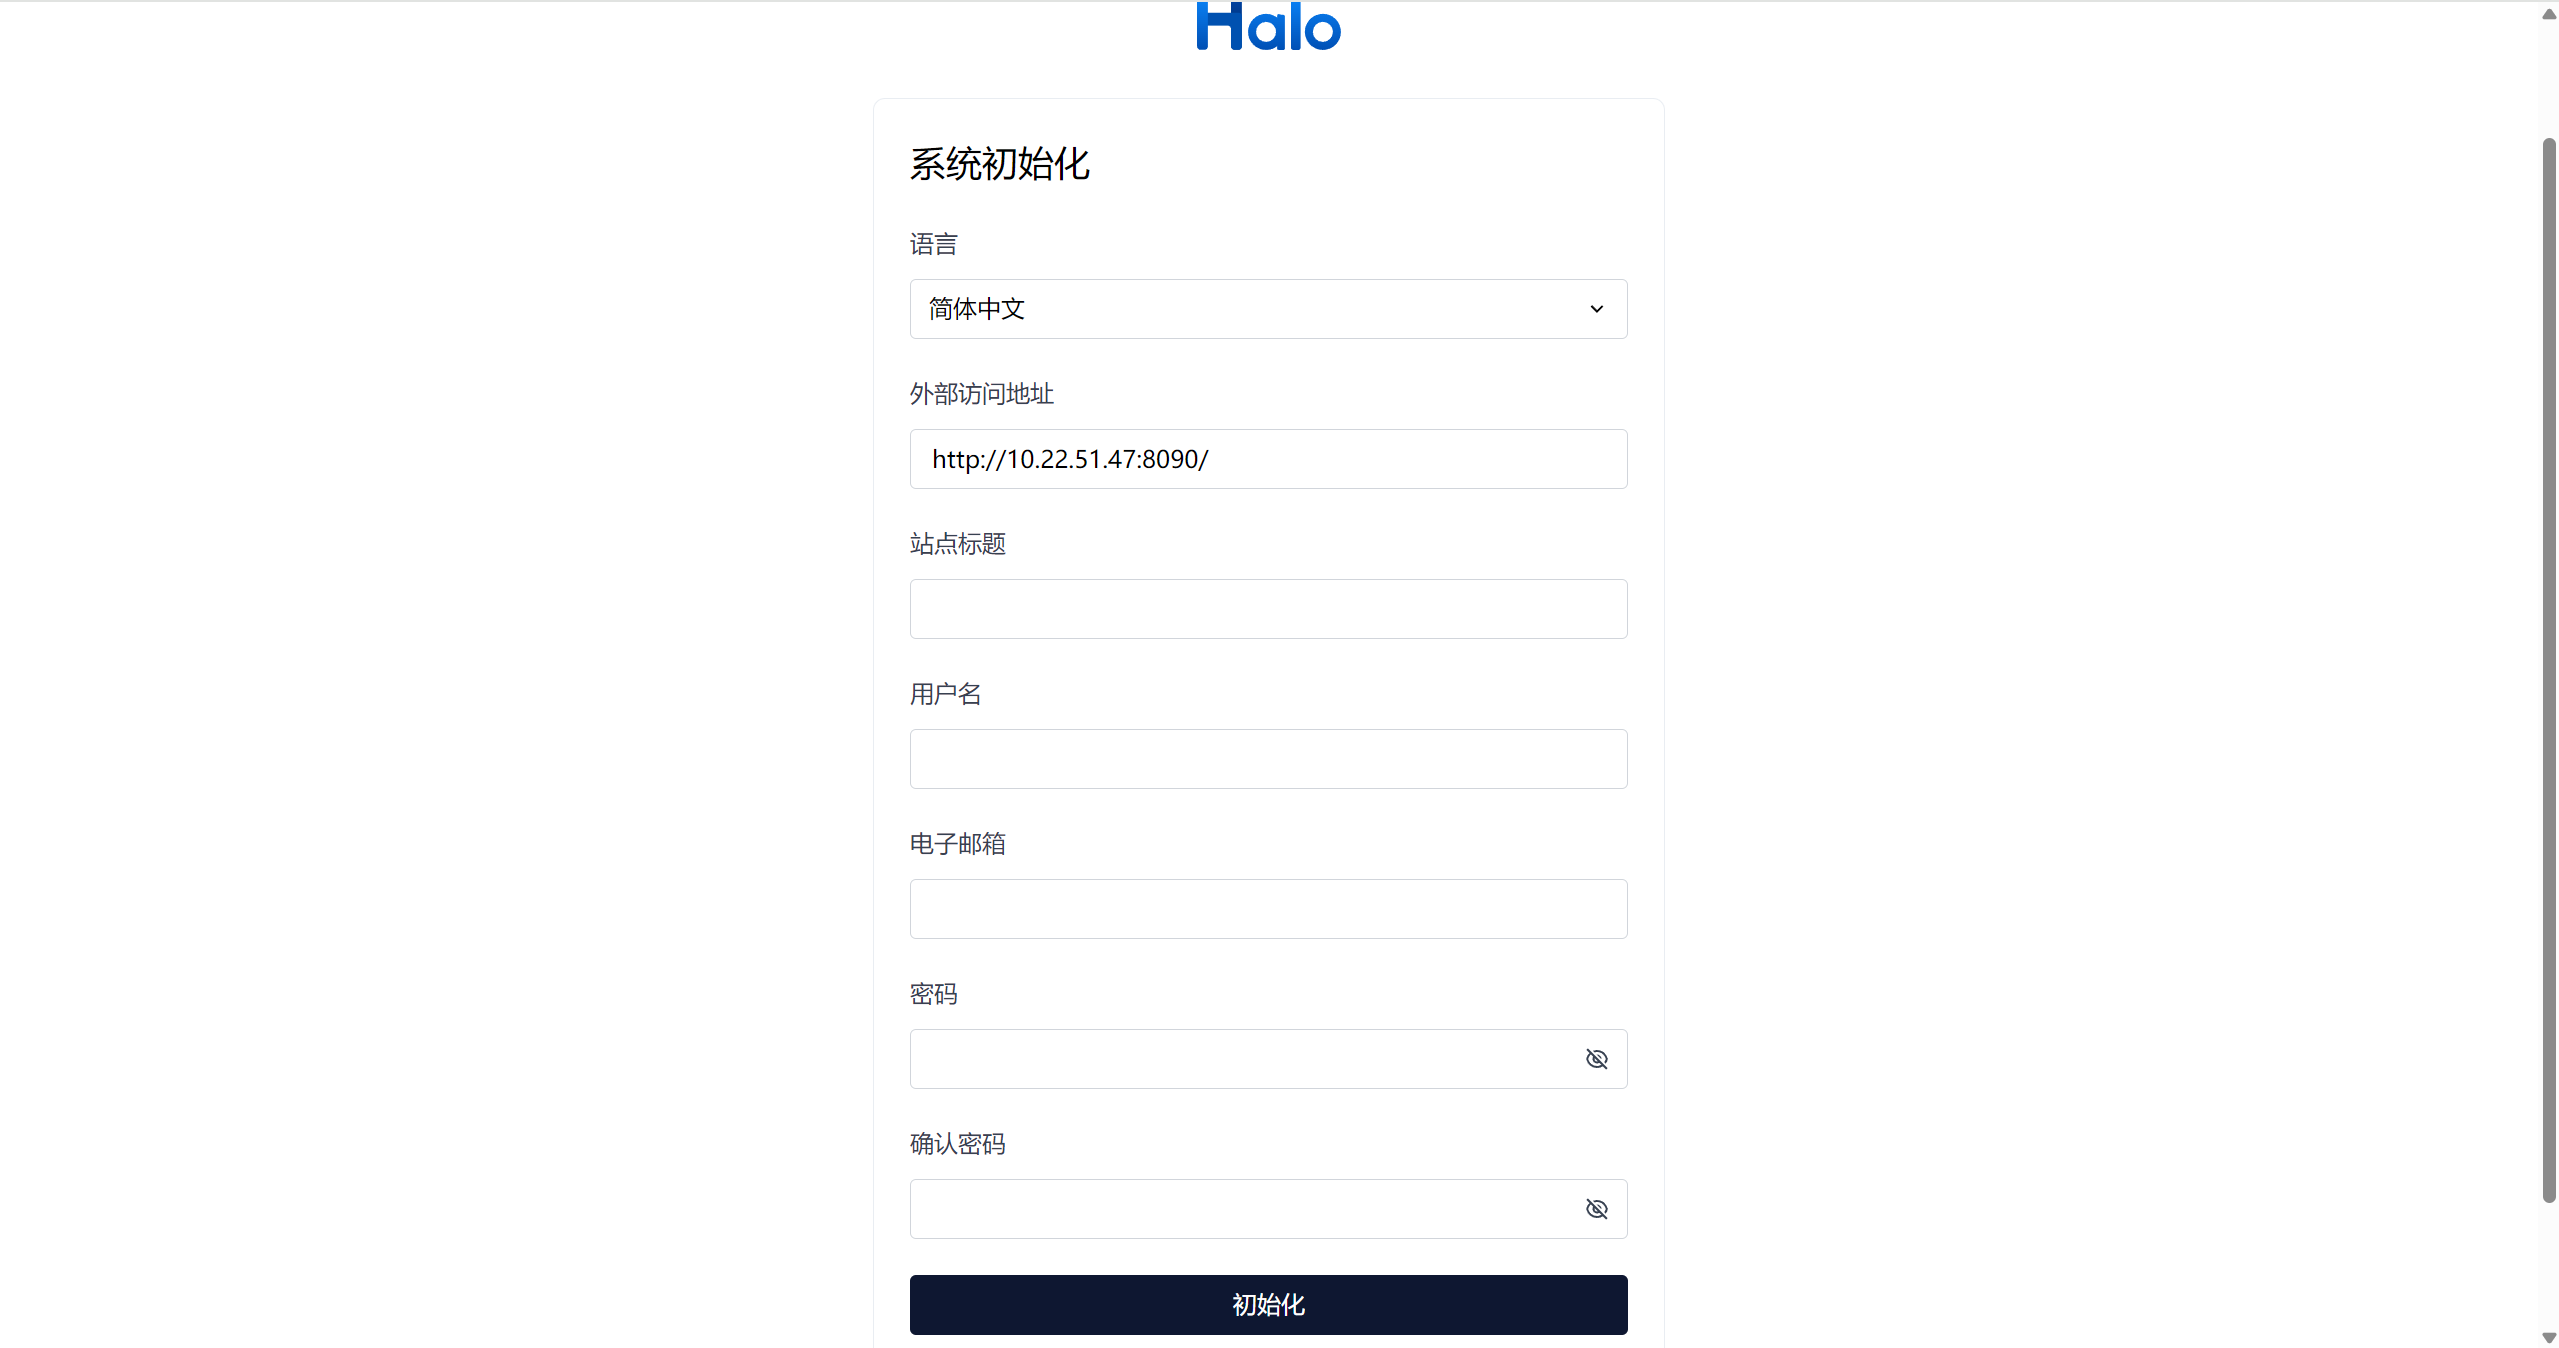 Halo
系统初始化
语言
简体中文
外部访问地址
http://10.22.51.47:8090/
站点标题
用户名
电子邮箱
密码
确认密码
初始化